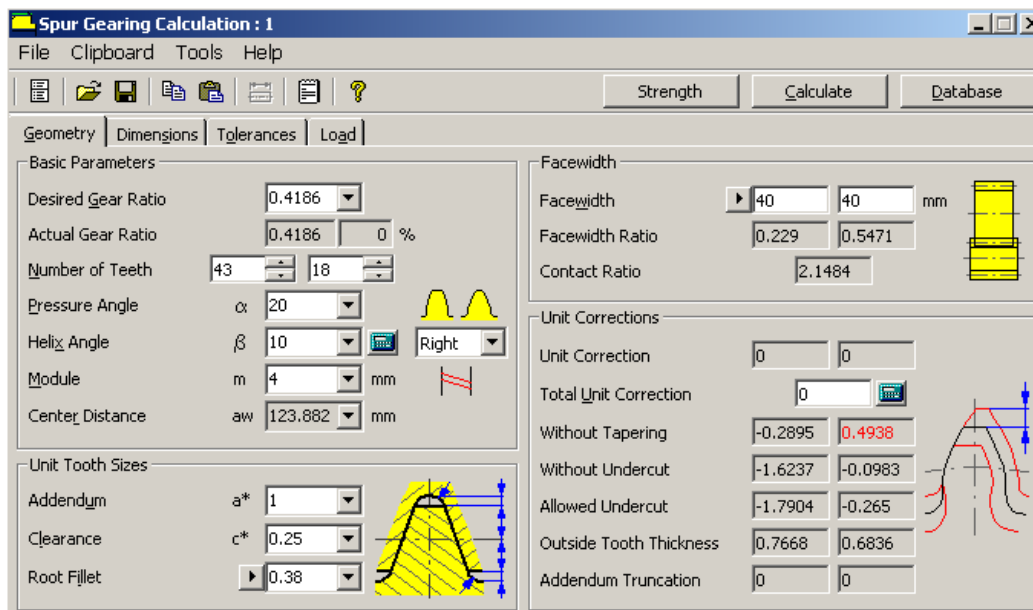 Spur Gearing Calculation : 1
File Clipboard Tools Help
Strength Calculate Database
Geometry Dimensions Tolerances Load
Basic Parameters
Desired Gear Ratio 0.4186
Actual Gear Ratio 0.4186 0 %
Number of Teeth 43 18
Pressure Angle α 20
Helix Angle β 10 Right
Module m 4 mm
Center Distance aw 123.882 mm
Unit Tooth Sizes
Addendum a* 1
Clearance c* 0.25
Root Fillet 0.38
Facewidth
Facewidth 40 40 mm
Facewidth Ratio 0.229 0.5471
Contact Ratio 2.1484
Unit Corrections
Unit Correction 0 0
Total Unit Correction 0
Without Tapering -0.2895 0.4938
Without Undercut -1.6237 -0.0983
Allowed Undercut -1.7904 -0.265
Outside Tooth Thickness 0.7668 0.6836
Addendum Truncation 0 0